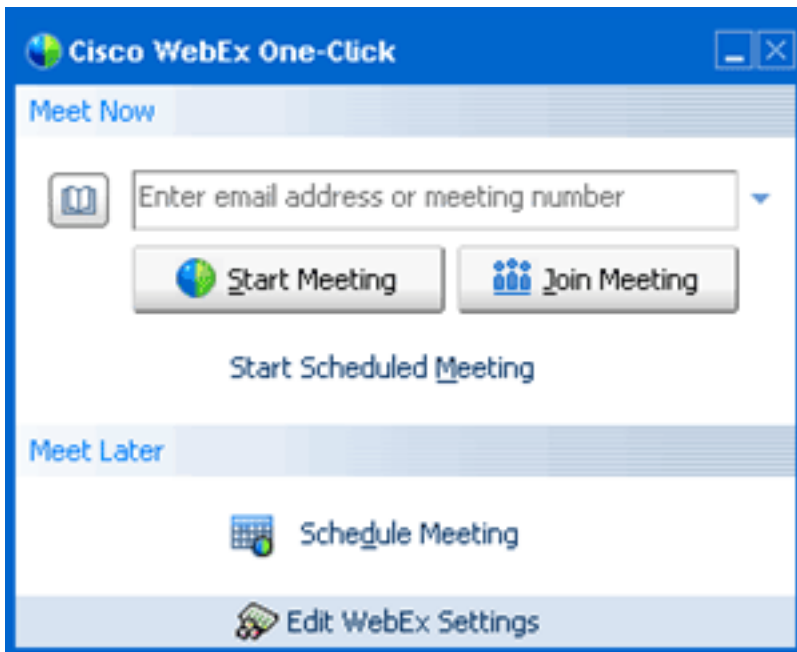 Cisco WebEx One-Click
Meet Now
Enter email address or meeting number
Start Meeting
Join Meeting
Start Scheduled Meeting
Meet Later
Schedule Meeting
Edit WebEx Settings